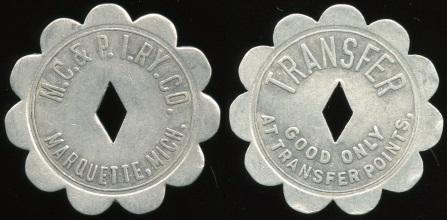 M.C.& P.I.RY.CO.
MARQUETTE, MICH.
TRANSFER
GOOD ONLY
AT TRANSFER POINTS,